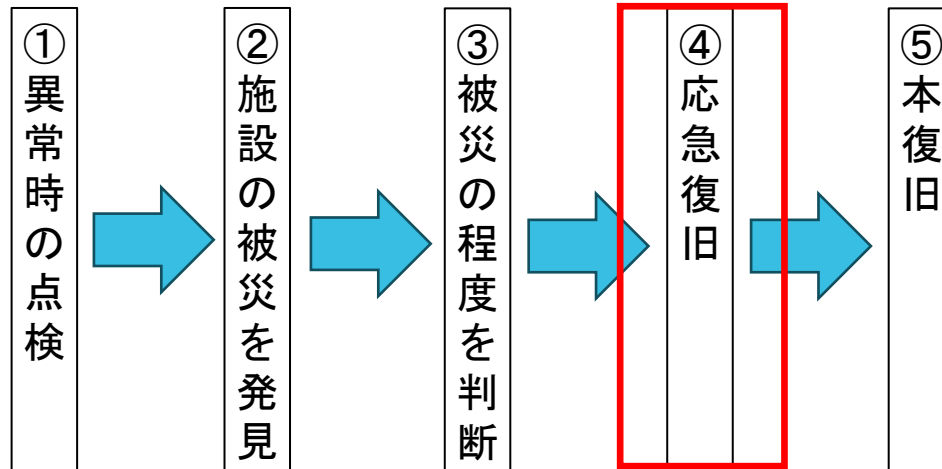 ①異常時の点検
②施設の被災を発見
③被災の程度を判断
④応急復旧
⑤本復旧